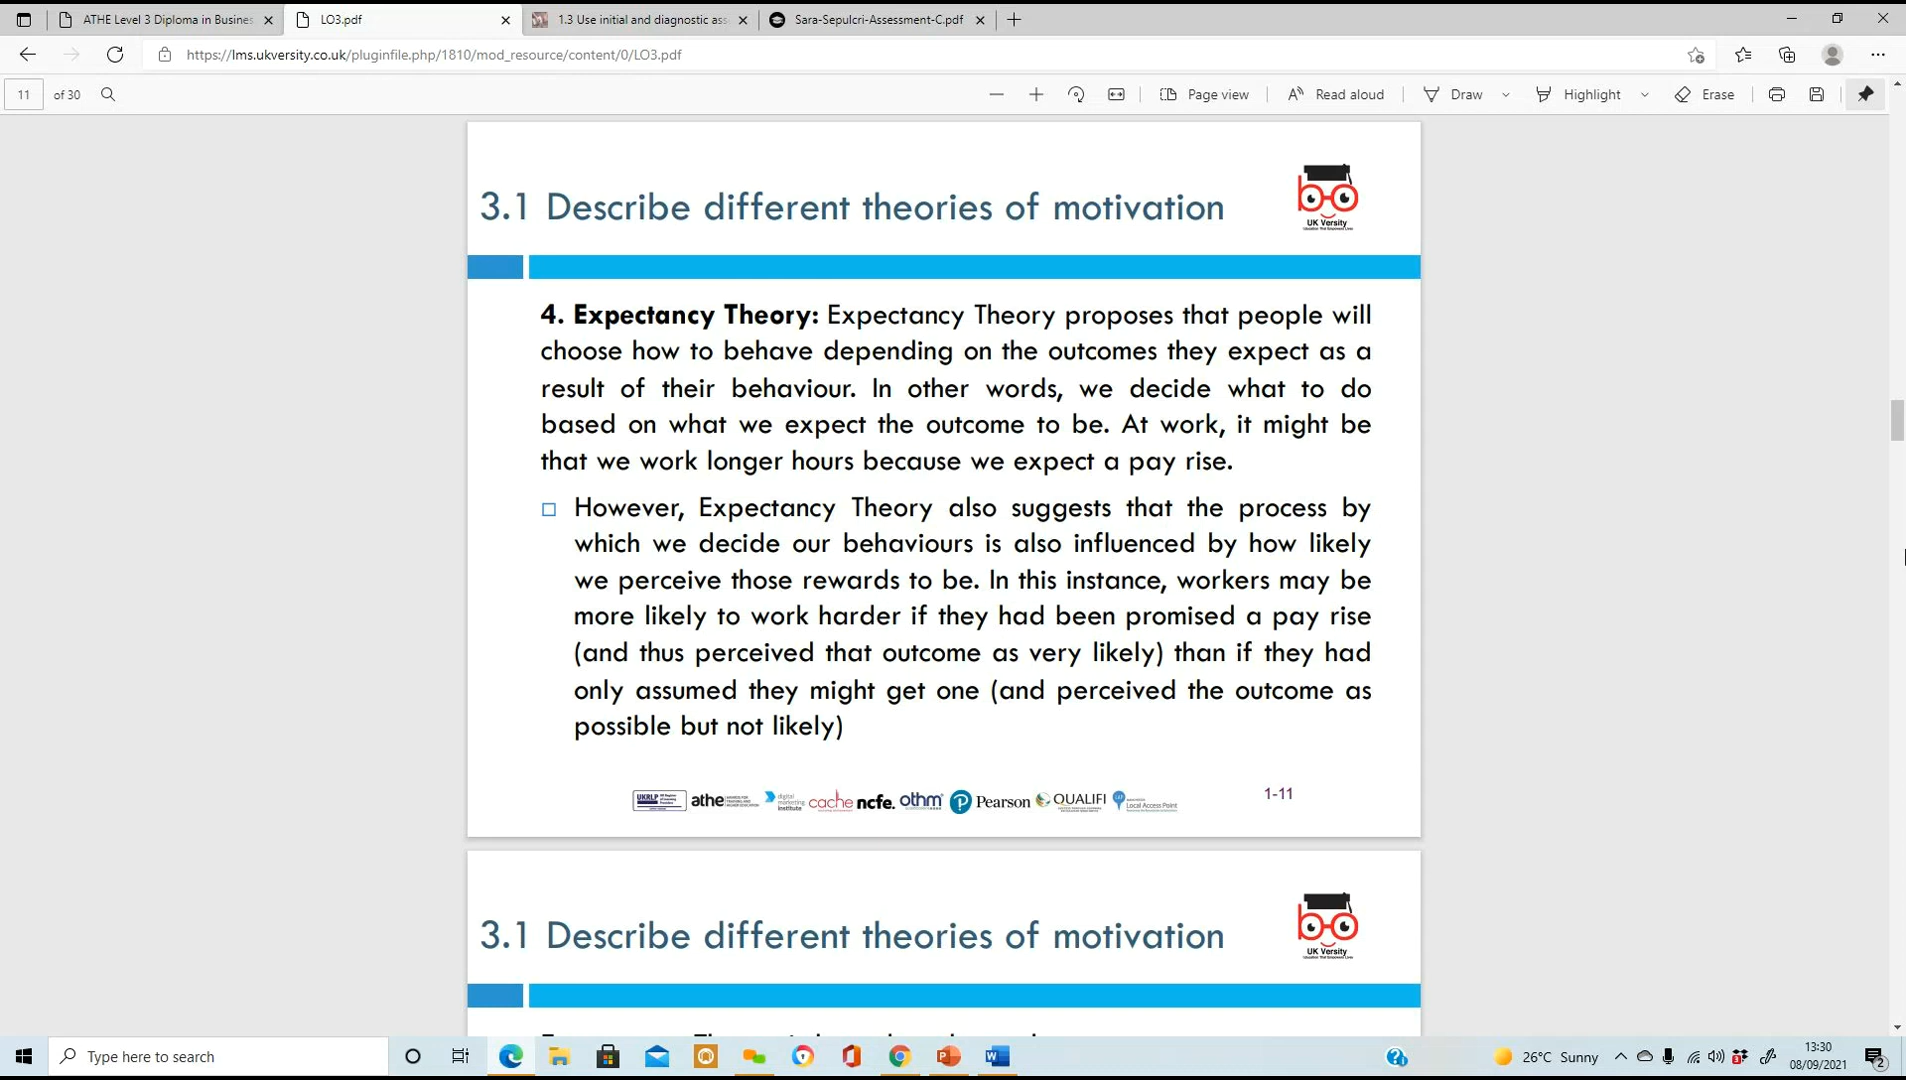 ATHE Level 3 Diploma in Busines
LO3.pdf
1.3 Use initial and diagnostic ass
Sara-Sepulcri-Assessment-C.pdf
https://lms.ukversity.co.uk/pluginfile.php/1810/mod_resource/content/0/LO3.pdf
11 of 30
Page view
Read aloud
Draw
Highlight
Erase
3.1 Describe different theories of motivation
UK Versity
4. Expectancy Theory: Expectancy Theory proposes that people will
choose how to behave depending on the outcomes they expect as a
result of their behaviour. In other words, we decide what to do
based on what we expect the outcome to be. At work, it might be
that we work longer hours because we expect a pay rise.
However, Expectancy Theory also suggests that the process by
which we decide our behaviours is also influenced by how likely
we perceive those rewards to be. In this instance, workers may be
more likely to work harder if they had been promised a pay rise
(and thus perceived that outcome as very likely) than if they had
only assumed they might get one (and perceived the outcome as
possible but not likely)
UKRLP athe digital marketing institute cache ncfe. othm Pearson QUALIFI Local Access Point
1-11
3.1 Describe different theories of motivation
UK Versity
Type here to search
26°C Sunny
13:30
08/09/2021
2